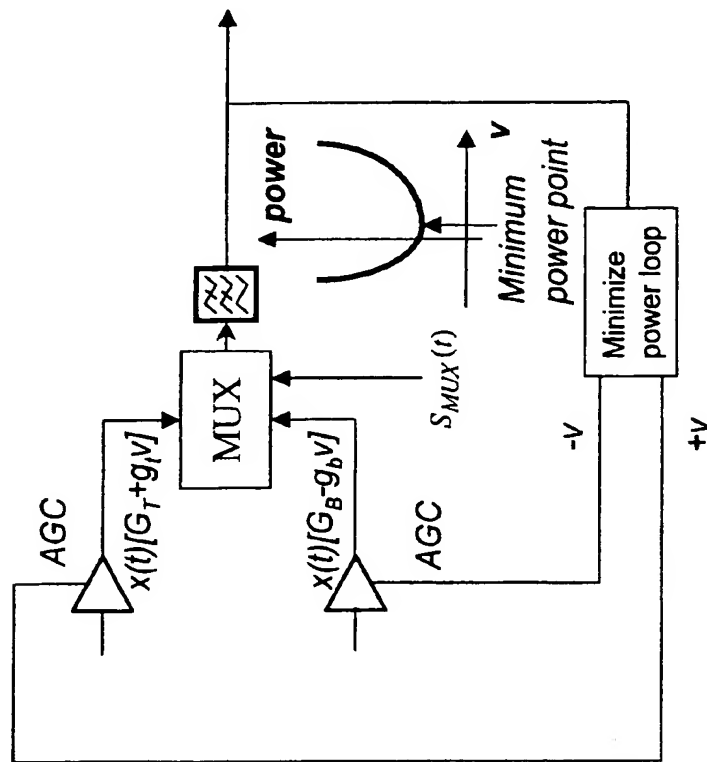 AGC
x(t)[G_T+g_tv]
MUX
x(t)[G_B-g_bv]
AGC
S_MUX(t)
power
v
Minimum
power point
Minimize
power loop
-v
+v